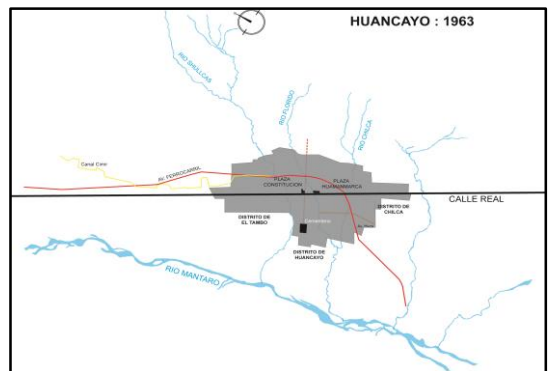 HUANCAYO : 1963
RIO SHULLCAS
RIO FLORIDO
RIO CHILCA
Canal Cimir
AV. FERROCARRIL
PLAZA
CONSTITUCION
PLAZA
HUAMANMARCA
CALLE REAL
DISTRITO DE
CHILCA
DISTRITO DE
EL TAMBO
Cementerio
DISTRITO DE
HUANCAYO
RIO MANTARO